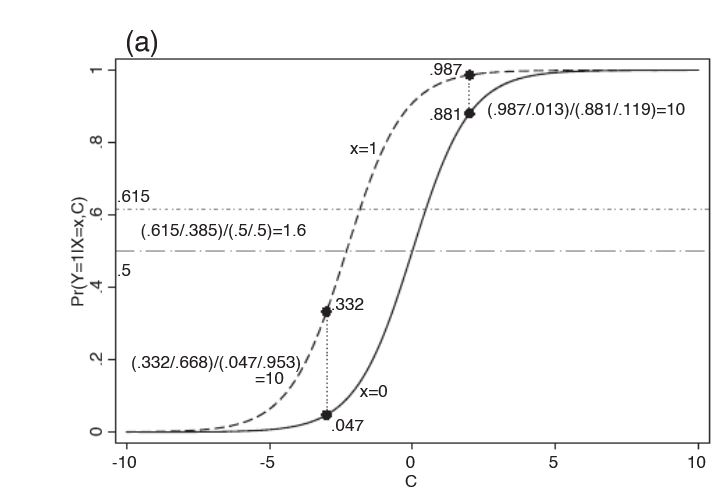 (a)
.987
1
.881
(.987/.013)/(.881/.119)=10
.8
x=1
.615
.6
(.615/.385)/(.5/.5)=1.6
.5
Pr(Y=1|X=x,C)
.4
.332
(.332/.668)/(.047/.953)
=10
.2
x=0
.047
0
-10 -5 0 5 10
C